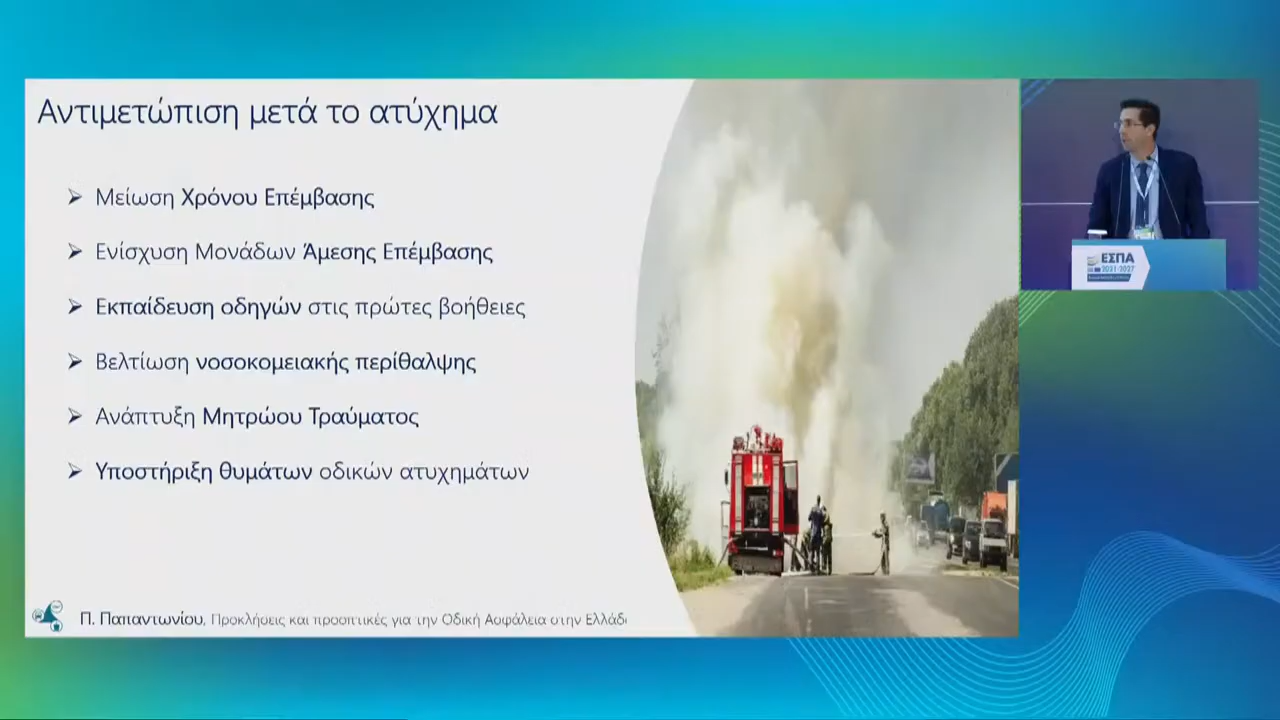 Αντιμετώπιση μετά το ατύχημα
➢ Μείωση Χρόνου Επέμβασης
➢ Ενίσχυση Μονάδων Άμεσης Επέμβασης
➢ Εκπαίδευση οδηγών στις πρώτες βοήθειες
➢ Βελτίωση νοσοκομειακής περίθαλψης
➢ Ανάπτυξη Μητρώου Τραύματος
➢ Υποστήριξη θυμάτων οδικών ατυχημάτων
Π. Παπαντωνίου, Προκλήσεις και προοπτικές για την Οδική Ασφάλεια στην Ελλάδ
ΕΣΠΑ
2021-2027